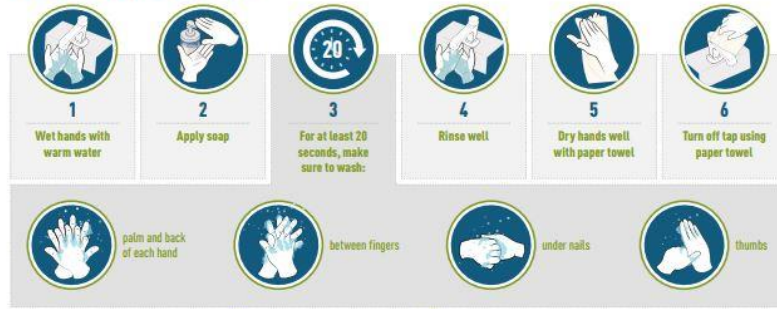 1
Wet hands with
warm water
2
Apply soap
20
3
For at least 20
seconds, make
sure to wash:
4
Rinse well
5
Dry hands well
with paper towel
6
Turn off tap using
paper towel
palm and back
of each hand
between fingers
under nails
thumbs